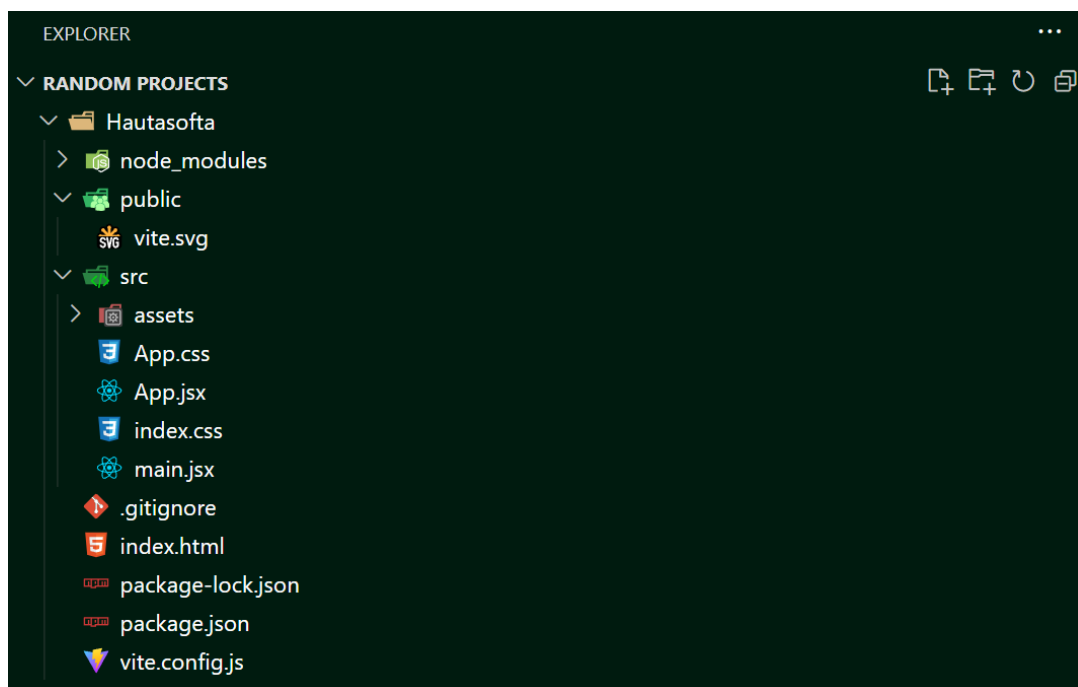 EXPLORER
RANDOM PROJECTS
Hautasofta
node_modules
public
vite.svg
src
assets
App.css
App.jsx
index.css
main.jsx
.gitignore
index.html
package-lock.json
package.json
vite.config.js